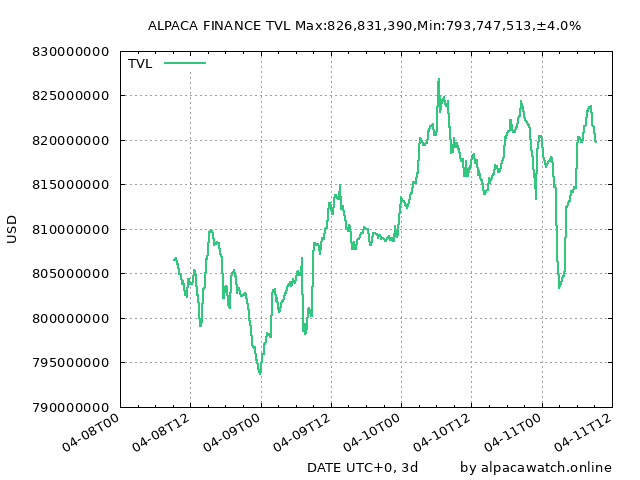 ALPACA FINANCE TVL Max:826,831,390,Min:793,747,513,±4.0%
830000000
TVL
825000000
820000000
815000000
810000000
805000000
800000000
795000000
790000000
USD
04-08T00
04-08T12
04-09T00
04-09T12
04-10T00
04-10T12
04-11T00
04-11T12
DATE UTC+0, 3d
by alpacawatch.online